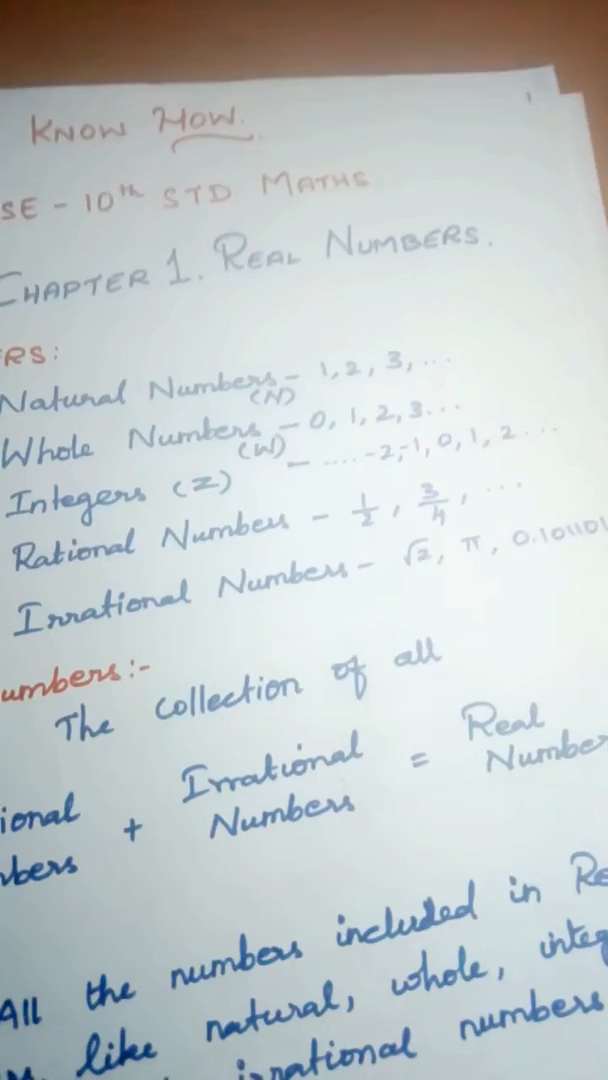 KNOW HOW.
SE - 10th STD MATHS
CHAPTER 1. REAL NUMBERS.
RS:
Natural Numbers - 1, 2, 3, ...
(N)
Whole Numbers - 0, 1, 2, 3...
(W)
Integers (Z) - ....-2,-1, 0, 1, 2...
Rational Numbers - 1/2, 3/4, ...
Irrational Numbers - √2, π, 0.101101
umbers:-
The collection of all
ional + Irrational = Real
mbers Numbers Number
All the numbers included in Re
like natural, whole, integ
irrational numbers